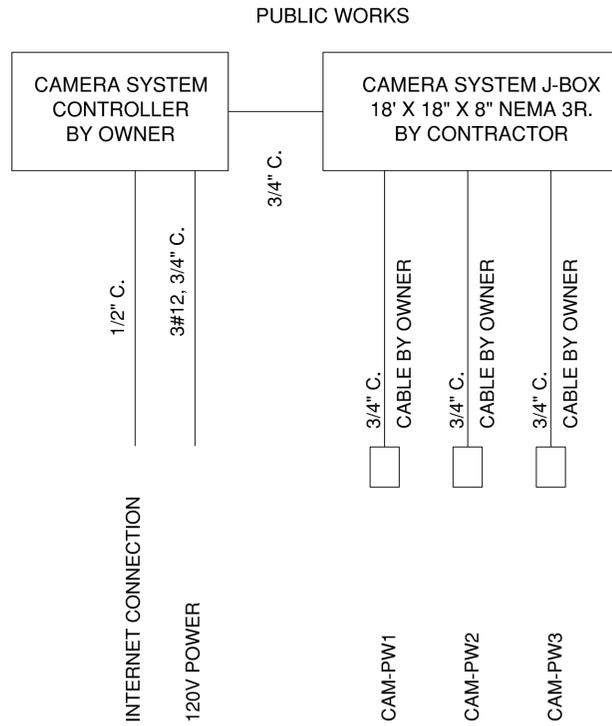 PUBLIC WORKS
CAMERA SYSTEM
CONTROLLER
BY OWNER
CAMERA SYSTEM J-BOX
18' X 18" X 8" NEMA 3R.
BY CONTRACTOR
3/4" C.
1/2" C.
3#12, 3/4" C.
3/4" C.
CABLE BY OWNER
3/4" C.
CABLE BY OWNER
3/4" C.
CABLE BY OWNER
INTERNET CONNECTION
120V POWER
CAM-PW1
CAM-PW2
CAM-PW3